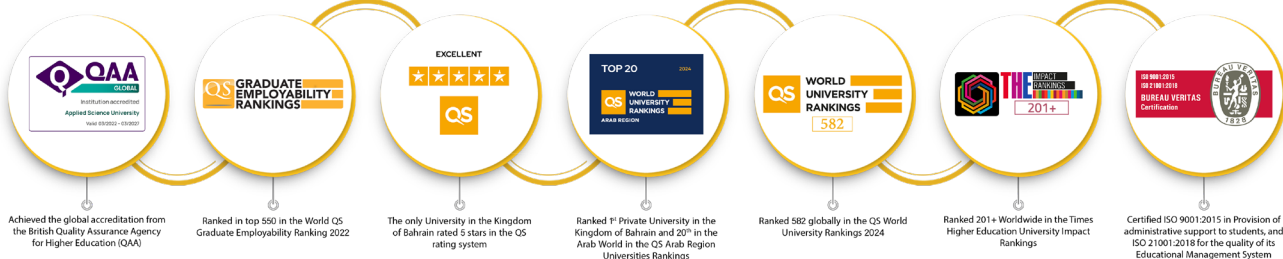 QAA
GLOBAL
Institution accredited
Applied Science University
QS GRADUATE
EMPLOYABILITY
RANKINGS
EXCELLENT
QS
TOP 20 2024
QS WORLD
UNIVERSITY
RANKINGS
ARAB REGION
QS WORLD
UNIVERSITY
RANKINGS
582
THE IMPACT
RANKINGS
201+
ISO 9001:2015
ISO 21001:2018
BUREAU VERITAS
Certification
BUREAU VERITAS
1828
Achieved the global accreditation from
the British Quality Assurance Agency
for Higher Education (QAA)
Ranked in top 550 in the World QS
Graduate Employability Ranking 2022
The only University in the Kingdom
of Bahrain rated 5 stars in the QS
rating system
Ranked 1st Private University in the
Kingdom of Bahrain and 20th in the
Arab World in the QS Arab Region
Universities Rankings
Ranked 582 globally in the QS World
University Rankings 2024
Ranked 201+ Worldwide in the Times
Higher Education University Impact
Rankings
Certified ISO 9001:2015 in Provision of
administrative support to students, and
ISO 21001:2018 for the quality of its
Educational Management System